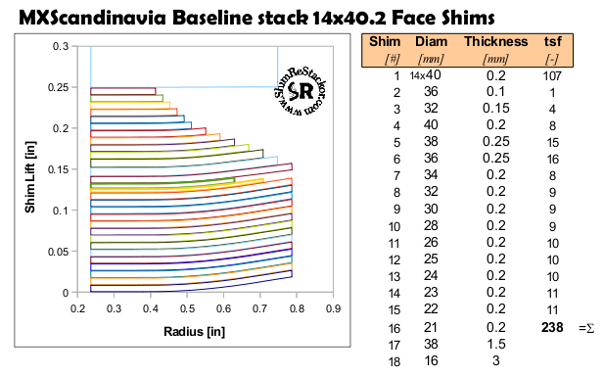 MXScandinavia Baseline stack 14x40.2 Face Shims
0.3
0.25
0.2
0.15
0.1
0.05
0
0.2 0.3 0.4 0.5 0.6 0.7 0.8 0.9
Shim Lift [in]
Radius [in]
www.ShimReStackor.com
SR
Shim Diam Thickness tsf
[#] [mm] [mm] [-]
1 14x40 0.2 107
2 36 0.1 1
3 32 0.15 4
4 40 0.2 8
5 38 0.25 15
6 36 0.25 16
7 34 0.2 8
8 32 0.2 9
9 30 0.2 9
10 28 0.2 9
11 26 0.2 10
12 25 0.2 10
13 24 0.2 10
14 23 0.2 11
15 22 0.2 11
16 21 0.2 238 =Σ
17 38 1.5
18 16 3